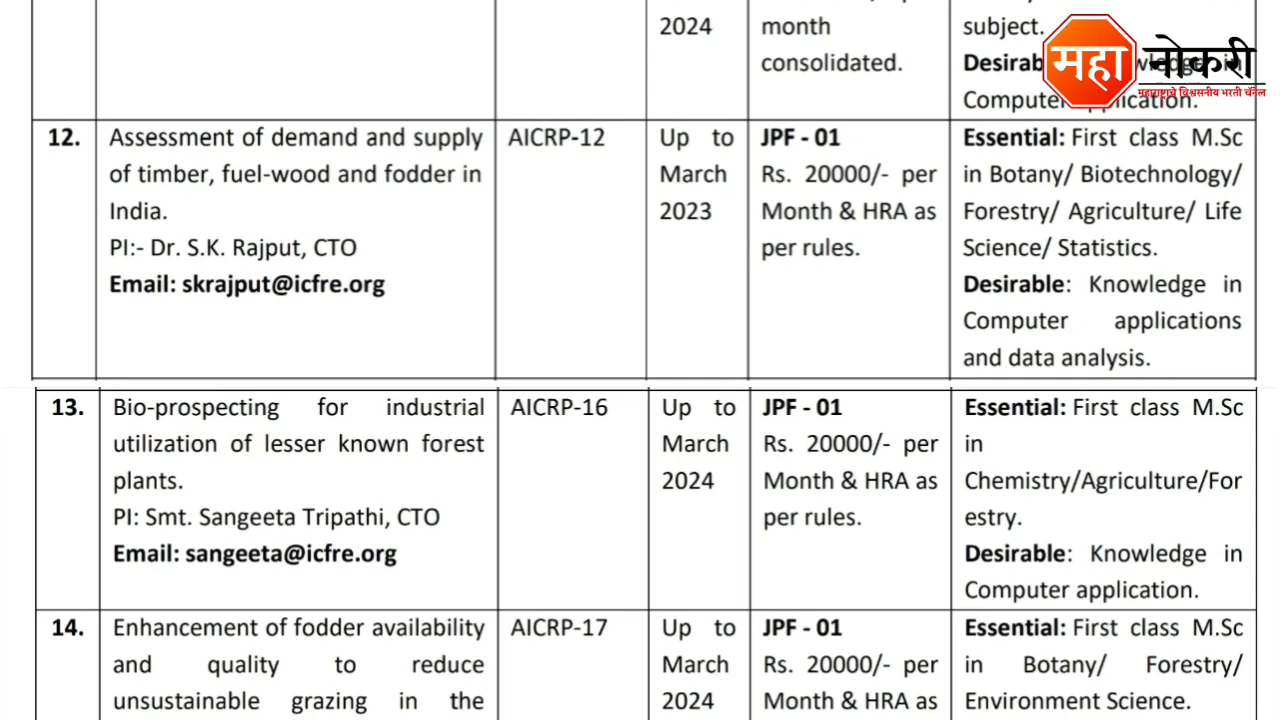 2024
month
consolidated.
subject.
Desirab
Computer
ication.
महा नोकरी
महाराष्ट्राचे विश्वसनीय भरती चॅनेल
12.
Assessment of demand and supply
of timber, fuel-wood and fodder in
India.
PI:- Dr. S.K. Rajput, CTO
Email: skrajput@icfre.org
AICRP-12
Up to
March
2023
JPF - 01
Rs. 20000/- per
Month & HRA as
per rules.
Essential: First class M.Sc
in Botany/ Biotechnology/
Forestry/ Agriculture/ Life
Science/ Statistics.
Desirable: Knowledge in
Computer applications
and data analysis.
13.
Bio-prospecting for industrial
utilization of lesser known forest
plants.
PI: Smt. Sangeeta Tripathi, CTO
Email: sangeeta@icfre.org
AICRP-16
Up to
March
2024
JPF - 01
Rs. 20000/- per
Month & HRA as
per rules.
Essential: First class M.Sc
in
Chemistry/Agriculture/For
estry.
Desirable: Knowledge in
Computer application.
14.
Enhancement of fodder availability
and quality to reduce
unsustainable grazing in the
AICRP-17
Up to
March
2024
JPF - 01
Rs. 20000/- per
Month & HRA as
Essential: First class M.Sc
in Botany/ Forestry/
Environment Science.